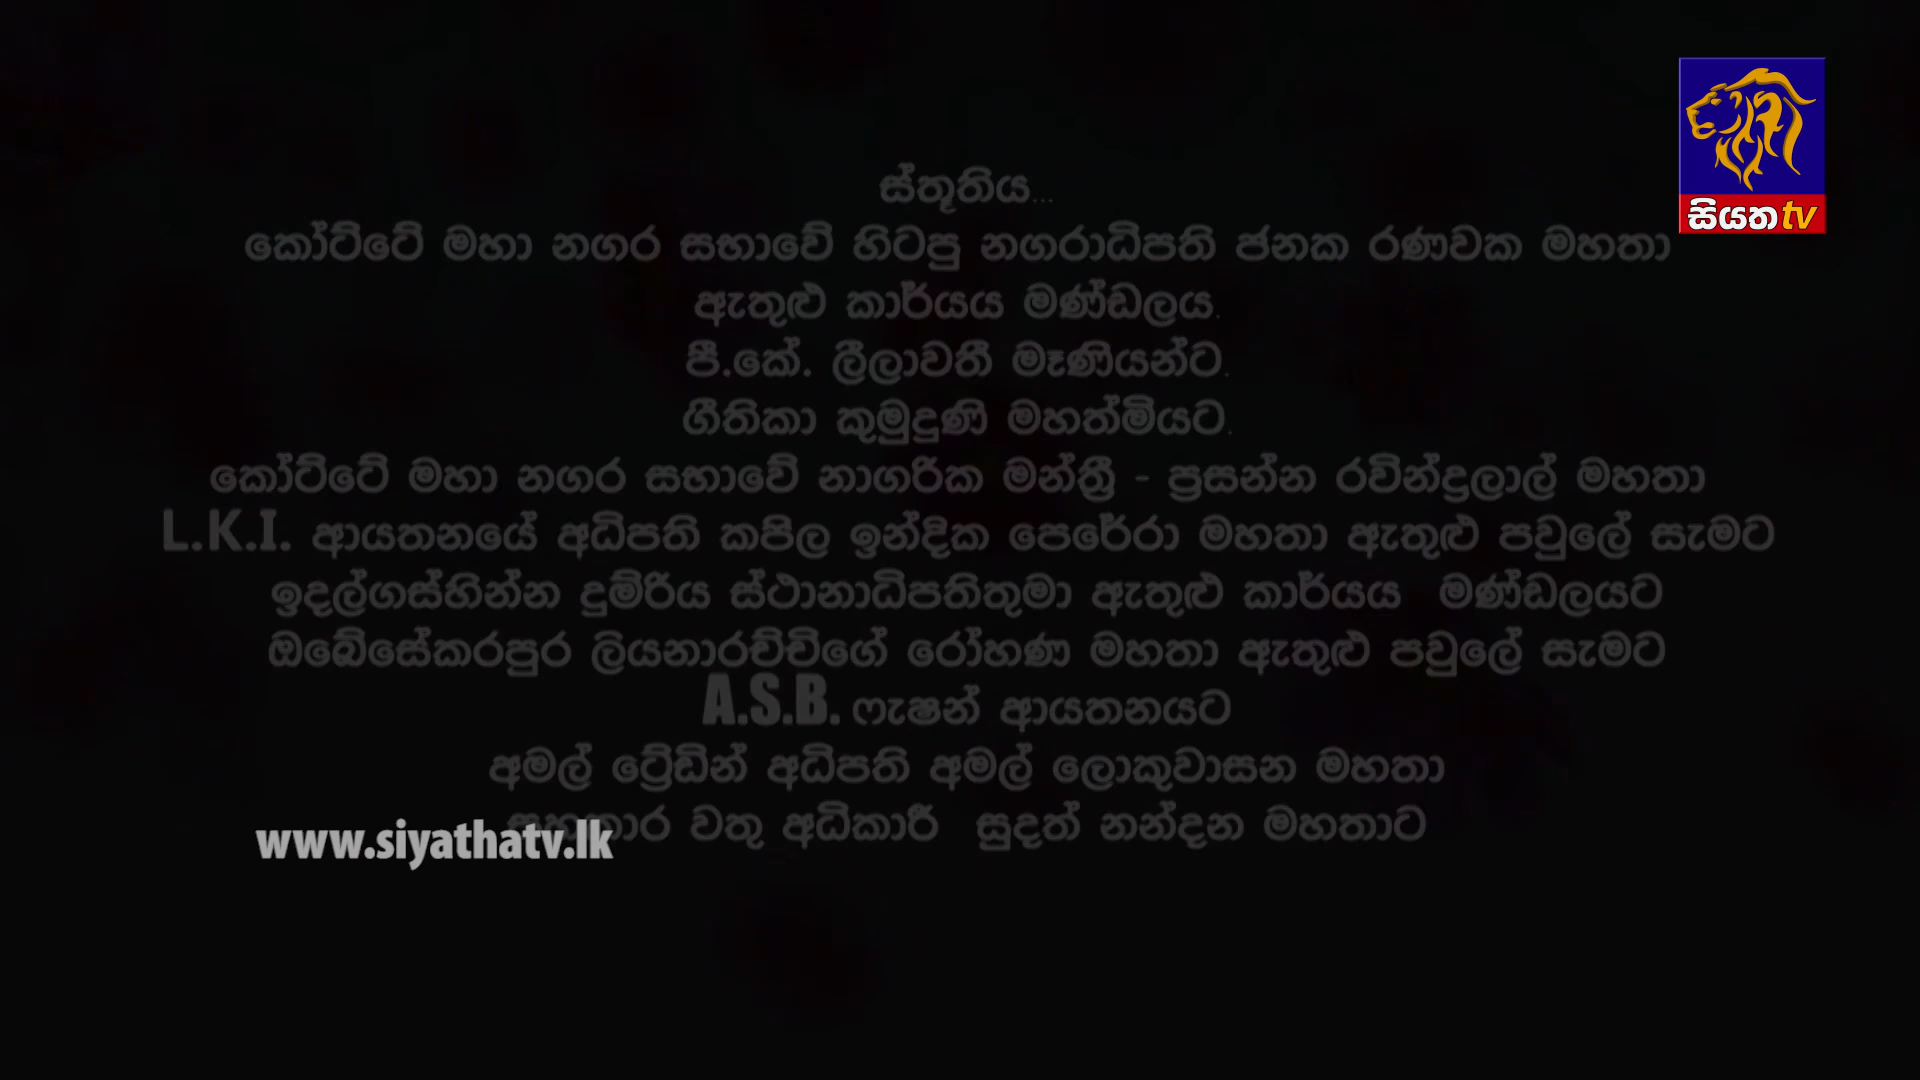 සියත tv
ස්තූතිය...
කෝට්ටේ මහා නගර සභාවේ හිටපු නගරාධිපති ජනක රණවක මහතා
ඇතුළු කාර්යය මණ්ඩලය.
පී.කේ. ලීලාවතී මෑණියන්ට.
ගීතිකා කුමුදුණි මහත්මියට.
කෝට්ටේ මහා නගර සභාවේ නාගරික මන්ත්‍රී - ප්‍රසන්න රවින්ද්‍රලාල් මහතා
L.K.I. ආයතනයේ අධිපති කපිල ඉන්දික පෙරේරා මහතා ඇතුළු පවුලේ සැමට
ඉදල්ගස්හින්න දුම්රිය ස්ථානාධිපතිතුමා ඇතුළු කාර්යය මණ්ඩලයට
ඔබේසේකරපුර ලියනාරච්චිගේ රෝහණ මහතා ඇතුළු පවුලේ සැමට
A.S.B. ෆැෂන් ආයතනයට
අමල් ට්‍රේඩින් අධිපති අමල් ලොකුවාසන මහතා
වතු අධිකාරී සුදත් නන්දන මහතාට
www.siyathatv.lk